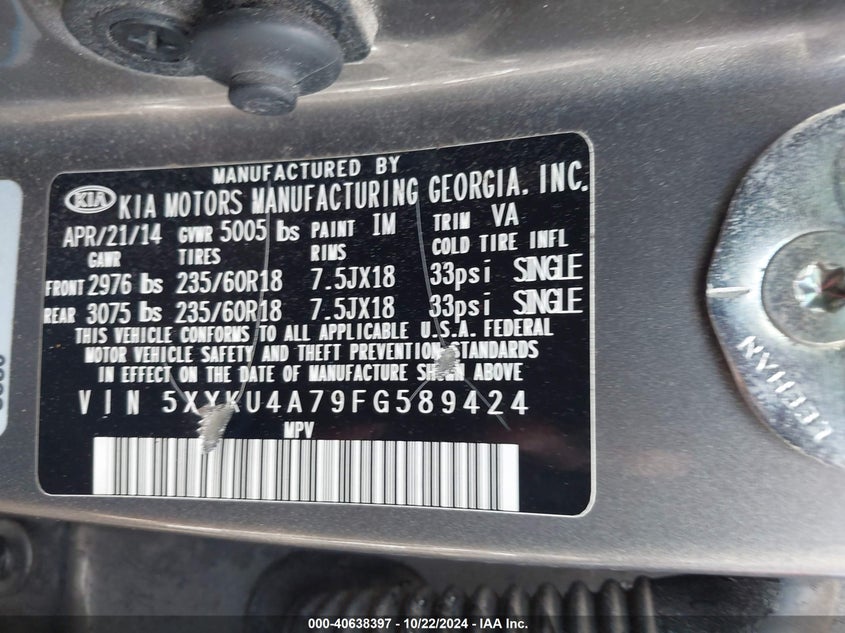 MANUFACTURED BY
KIA KIA MOTORS MANUFACTURING GEORGIA. INC.
APR/21/14 GVWR 5005 lbs PAINT IM TRIM VA
GAWR TIRES RIMS COLD TIRE INFL
FRONT 2976 lbs 235/60R18 7.5JX18 33psi SINGLE
REAR 3075 lbs 235/60R18 7.5JX18 33psi SINGLE
THIS VEHICLE CONFORMS TO ALL APPLICABLE U.S.A. FEDERAL
MOTOR VEHICLE SAFETY AND THEFT PREVENTION STANDARDS
IN EFFECT ON THE DATE OF MANUFACTURE SHOWN ABOVE
VIN 5XYKU4A79FG589424
MPV
000-40638397 - 10/22/2024 - IAA Inc.